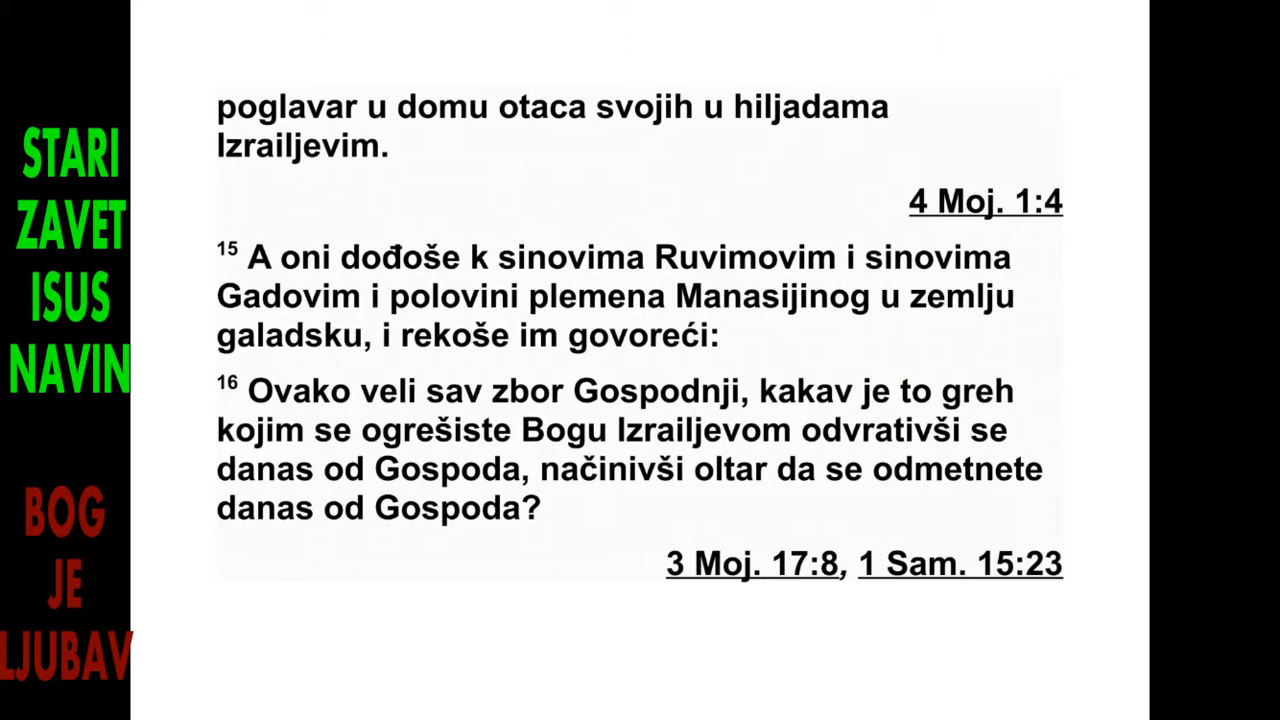 STARI
ZAVET
ISUS
NAVIN
BOG
JE
LJUBAV
poglavar u domu otaca svojih u hiljadama
Izrailjevim.
4 Moj. 1:4
15 A oni dođoše k sinovima Ruvimovim i sinovima
Gadovim i polovini plemena Manasijinog u zemlju
galadsku, i rekoše im govoreći:
16 Ovako veli sav zbor Gospodnji, kakav je to greh
kojim se ogrešiste Bogu Izrailjevom odvrativši se
danas od Gospoda, načinivši oltar da se odmetnete
danas od Gospoda?
3 Moj. 17:8, 1 Sam. 15:23